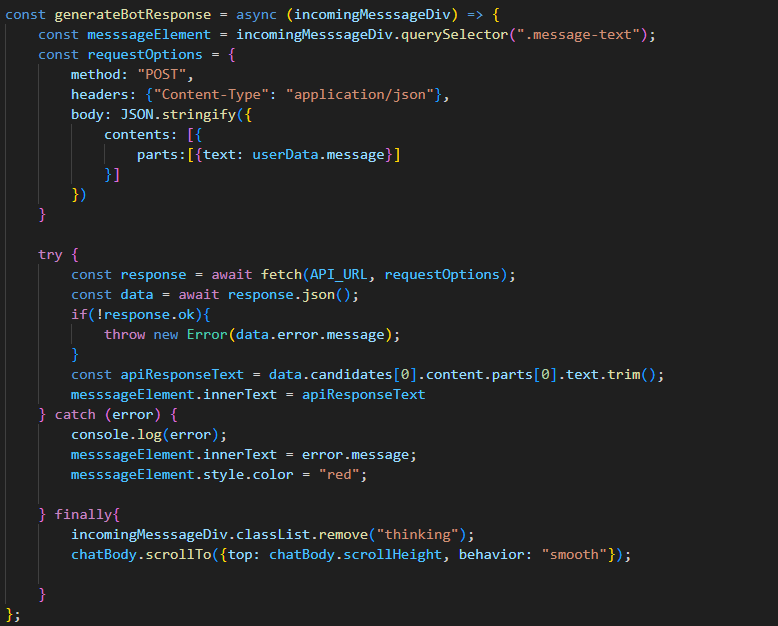 const generateBotResponse = async (incomingMesssageDiv) => {
    const messsageElement = incomingMesssageDiv.querySelector(".message-text");
    const requestOptions = {
        method: "POST",
        headers: {"Content-Type": "application/json"},
        body: JSON.stringify({
            contents: [{
                parts:[{text: userData.message}]
            }]
        })
    }
    try {
        const response = await fetch(API_URL, requestOptions);
        const data = await response.json();
        if(!response.ok){
            throw new Error(data.error.message);
        }
        const apiResponseText = data.candidates[0].content.parts[0].text.trim();
        messsageElement.innerText = apiResponseText
    } catch (error) {
        console.log(error);
        messsageElement.innerText = error.message;
        messsageElement.style.color = "red";
    } finally{
        incomingMesssageDiv.classList.remove("thinking");
        chatBody.scrollTo({top: chatBody.scrollHeight, behavior: "smooth"});
    }
};